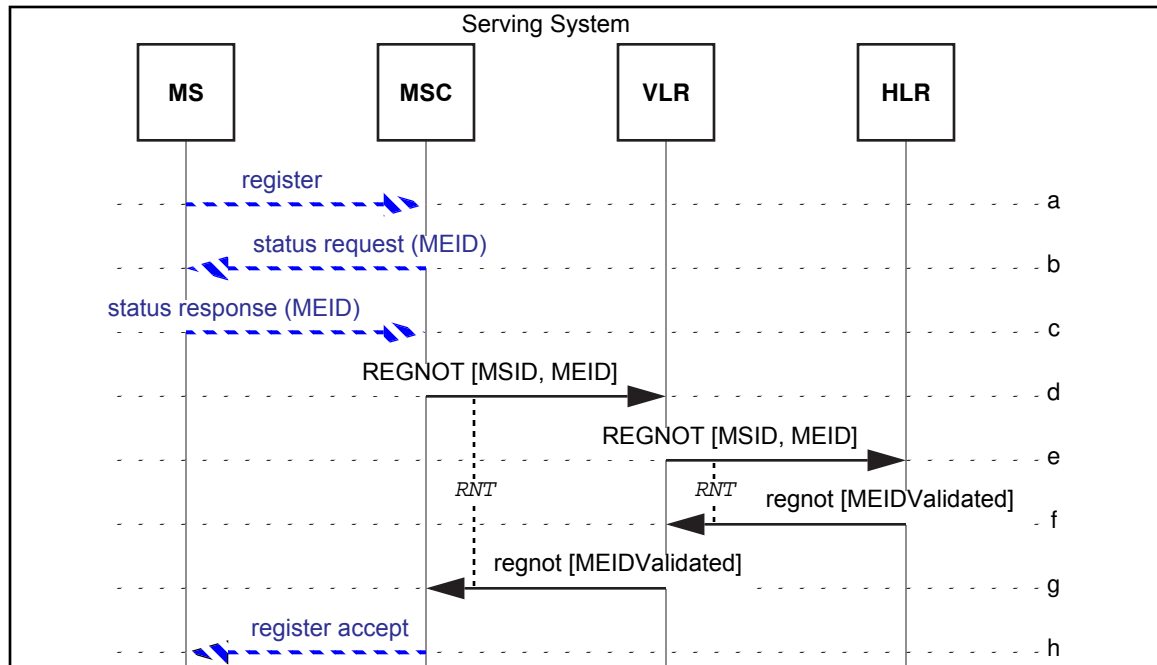 Serving System
MS
MSC
VLR
HLR
register
a
status request (MEID)
b
status response (MEID)
c
REGNOT [MSID, MEID]
d
REGNOT [MSID, MEID]
e
RNT
RNT
regnot [MEIDValidated]
f
regnot [MEIDValidated]
g
register accept
h